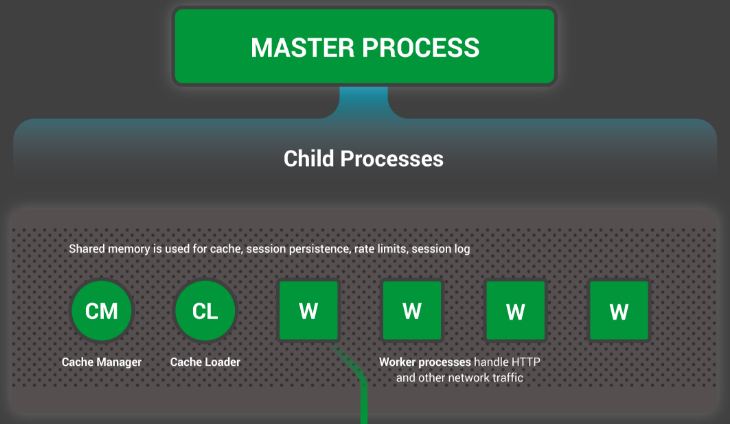 MASTER PROCESS
Child Processes
Shared memory is used for cache, session persistence, rate limits, session log
CM
CL
W
W
W
W
Cache Manager
Cache Loader
Worker processes handle HTTP
and other network traffic